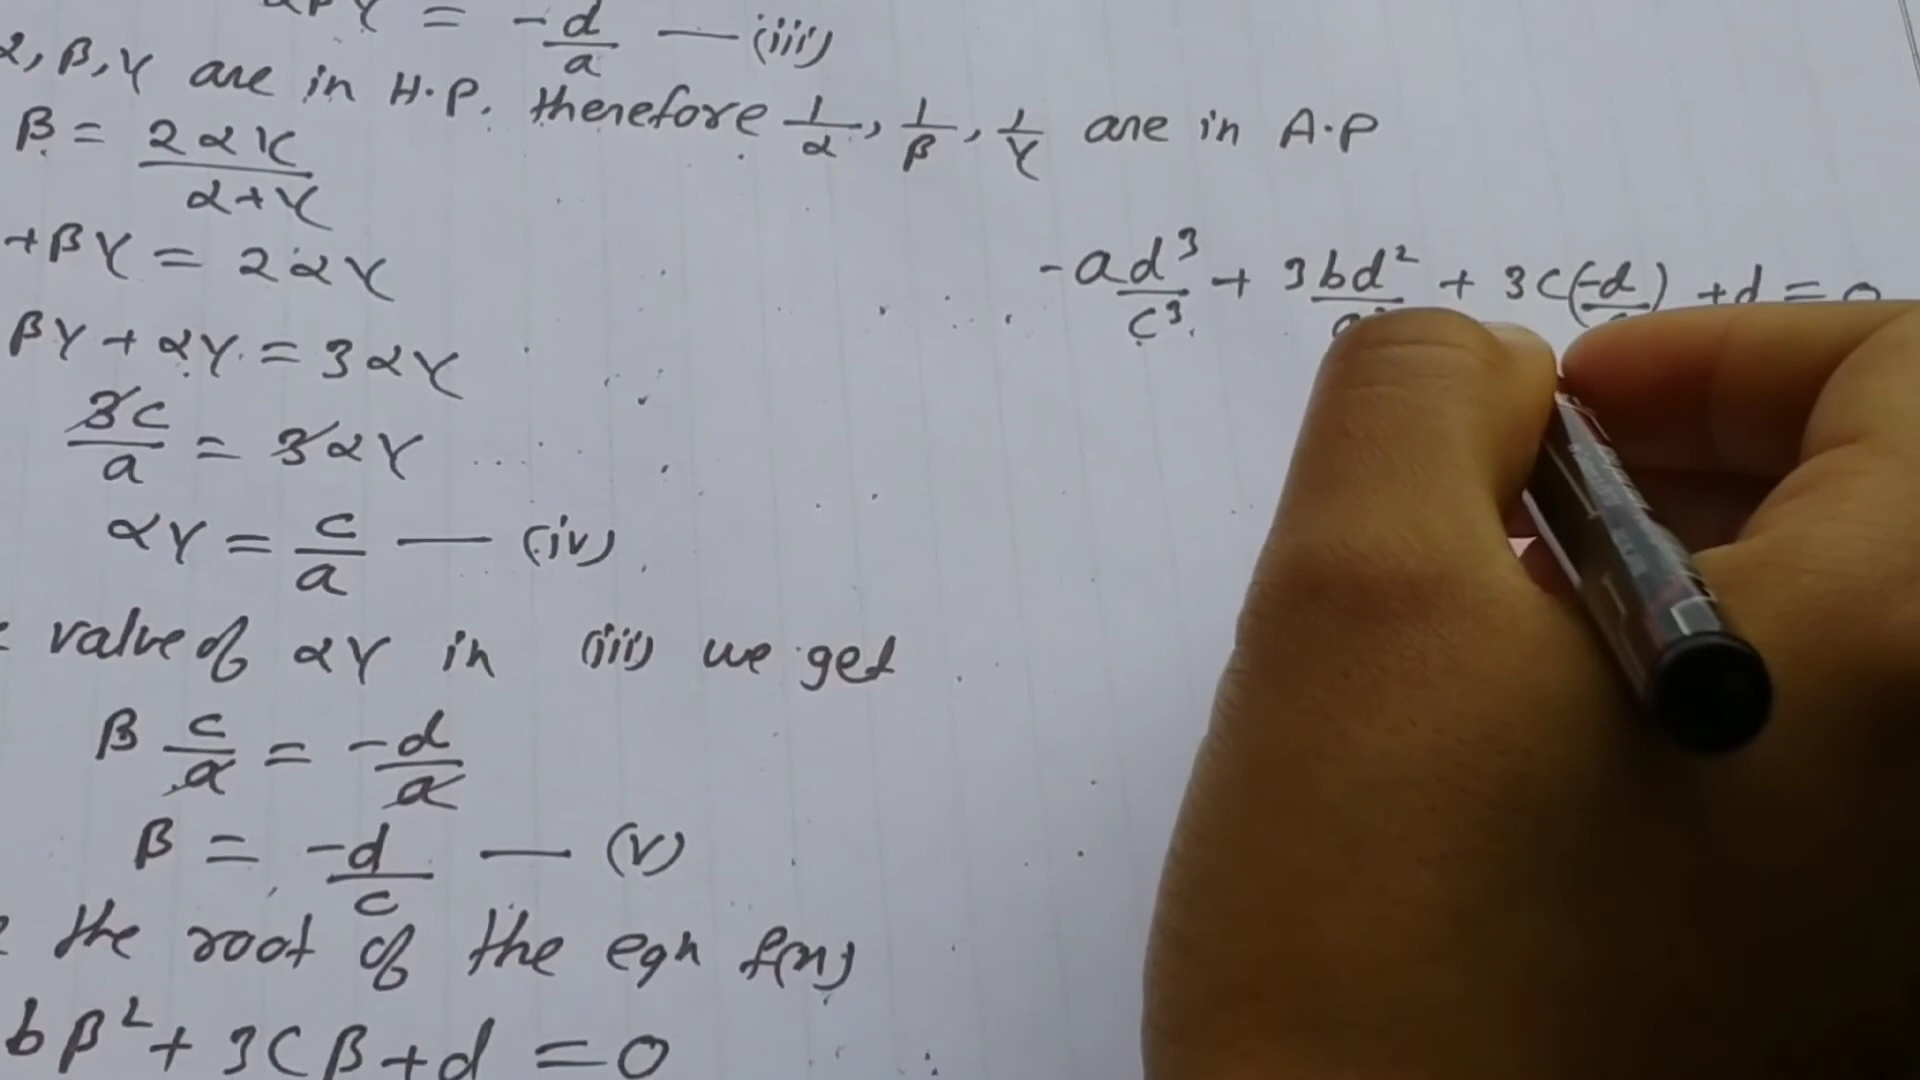 αβγ = -d/a — (iii)
α, β, γ are in H.P. therefore 1/α, 1/β, 1/γ are in A.P
β = 2αγ/α+γ
+βγ = 2αγ
βγ + αγ = 3αγ
3c/a = 3αγ
αγ = c/a — (iv)
value of αγ in (iii) we get
β c/a = -d/a
β = -d/c — (v)
the root of the eqn f(n)
bβ² + 3cβ + d = 0
-ad³/c³ + 3bd² + 3c(-d + d = 0